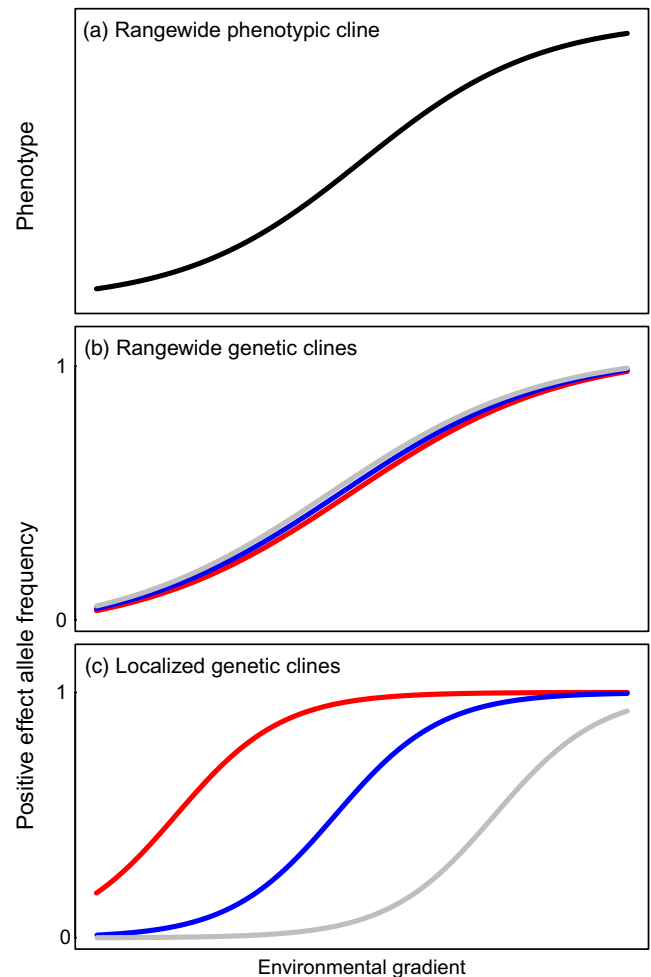 (a) Rangewide phenotypic cline
Phenotype
(b) Rangewide genetic clines
1
0
Positive effect allele frequency
(c) Localized genetic clines
1
0
Environmental gradient